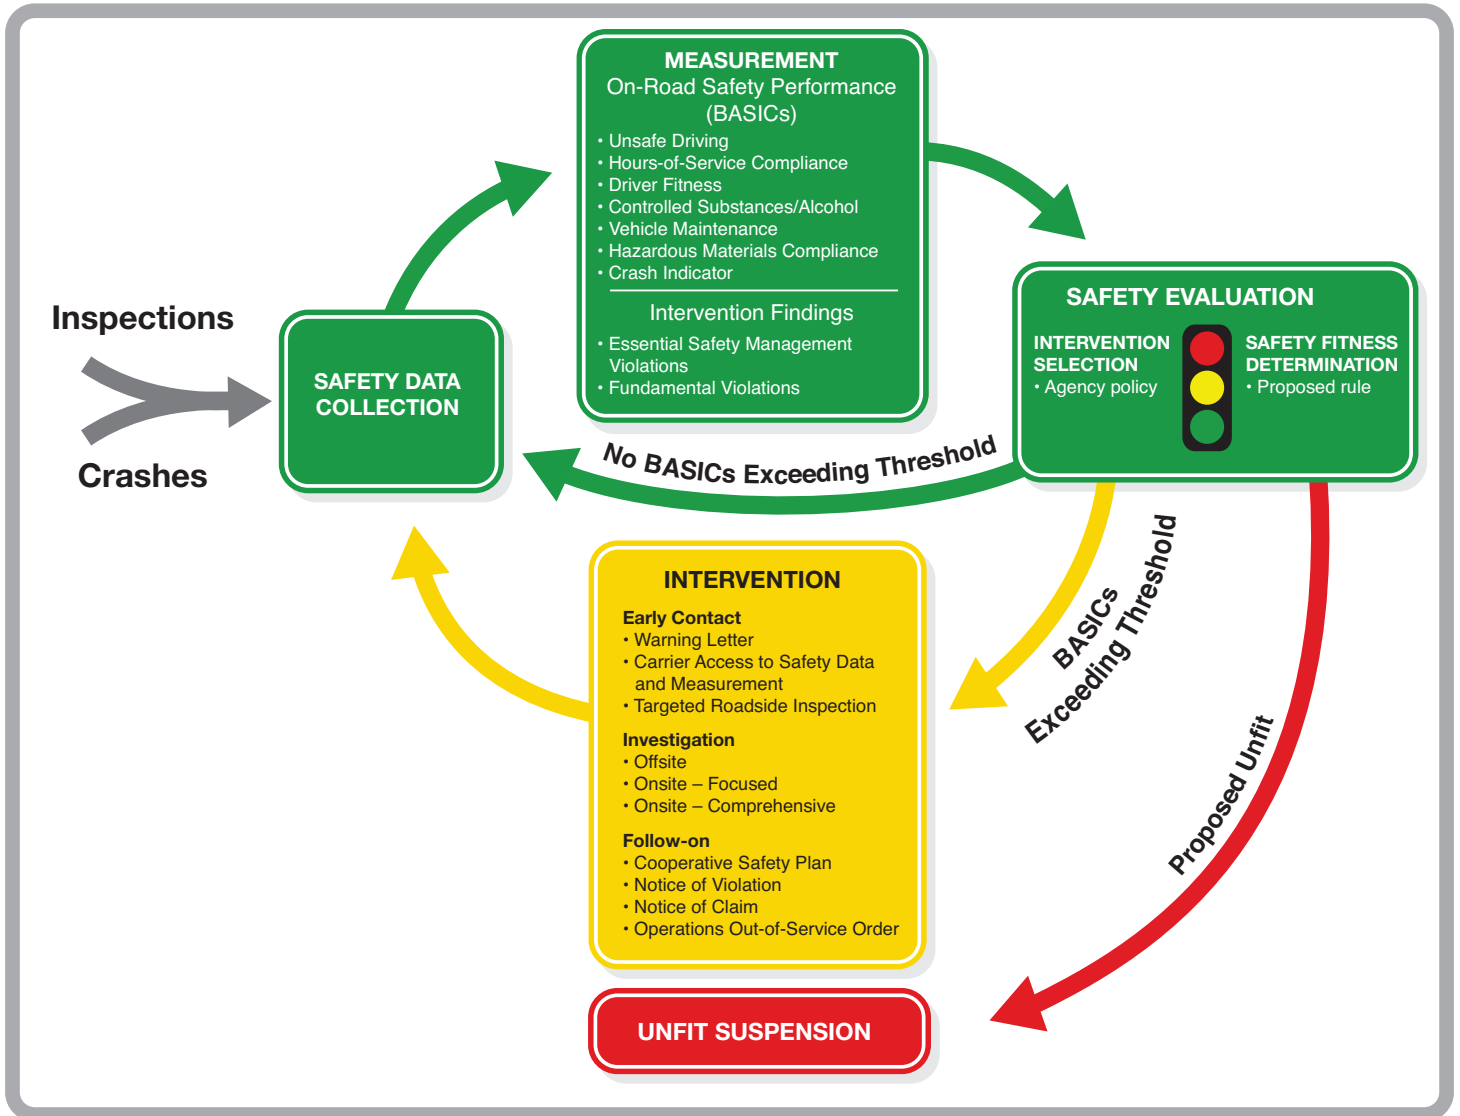 MEASUREMENT
On-Road Safety Performance
(BASICs)
• Unsafe Driving
• Hours-of-Service Compliance
• Driver Fitness
• Controlled Substances/Alcohol
• Vehicle Maintenance
• Hazardous Materials Compliance
• Crash Indicator
Intervention Findings
• Essential Safety Management
Violations
• Fundamental Violations
Inspections
Crashes
SAFETY DATA
COLLECTION
SAFETY EVALUATION
INTERVENTION
SELECTION
• Agency policy
SAFETY FITNESS
DETERMINATION
• Proposed rule
No BASICs Exceeding Threshold
BASICs
Exceeding Threshold
Proposed Unfit
INTERVENTION
Early Contact
• Warning Letter
• Carrier Access to Safety Data
and Measurement
• Targeted Roadside Inspection
Investigation
• Offsite
• Onsite – Focused
• Onsite – Comprehensive
Follow-on
• Cooperative Safety Plan
• Notice of Violation
• Notice of Claim
• Operations Out-of-Service Order
UNFIT SUSPENSION